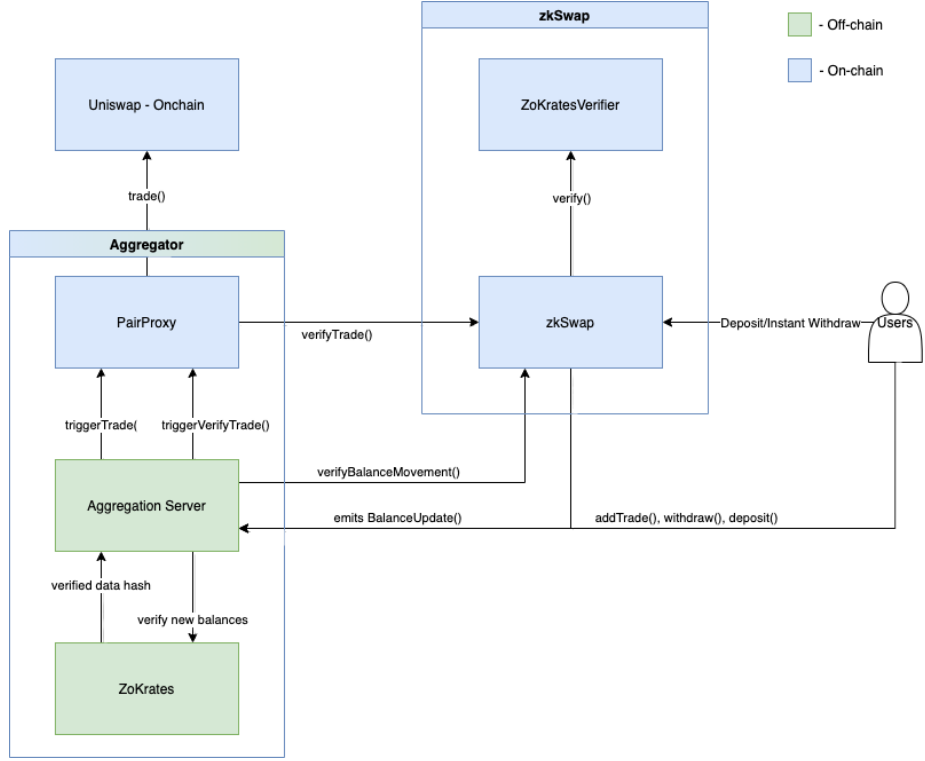 zkSwap
- Off-chain
- On-chain
Uniswap - Onchain
ZoKratesVerifier
trade()
verify()
Aggregator
PairProxy
zkSwap
Deposit/Instant Withdraw
Users
verifyTrade()
triggerTrade(
triggerVerifyTrade()
verifyBalanceMovement()
Aggregation Server
emits BalanceUpdate()
addTrade(), withdraw(), deposit()
verified data hash
verify new balances
ZoKrates